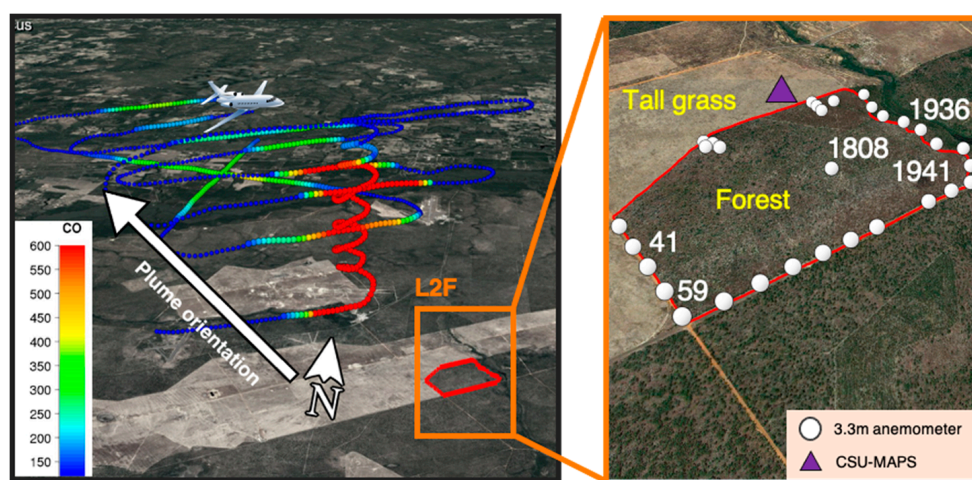 us
CO
600
550
500
450
400
350
300
250
200
150
Plume orientation
N
L2F
Tall grass
1936
1808
1941
Forest
41
59
3.3m anemometer
CSU-MAPS